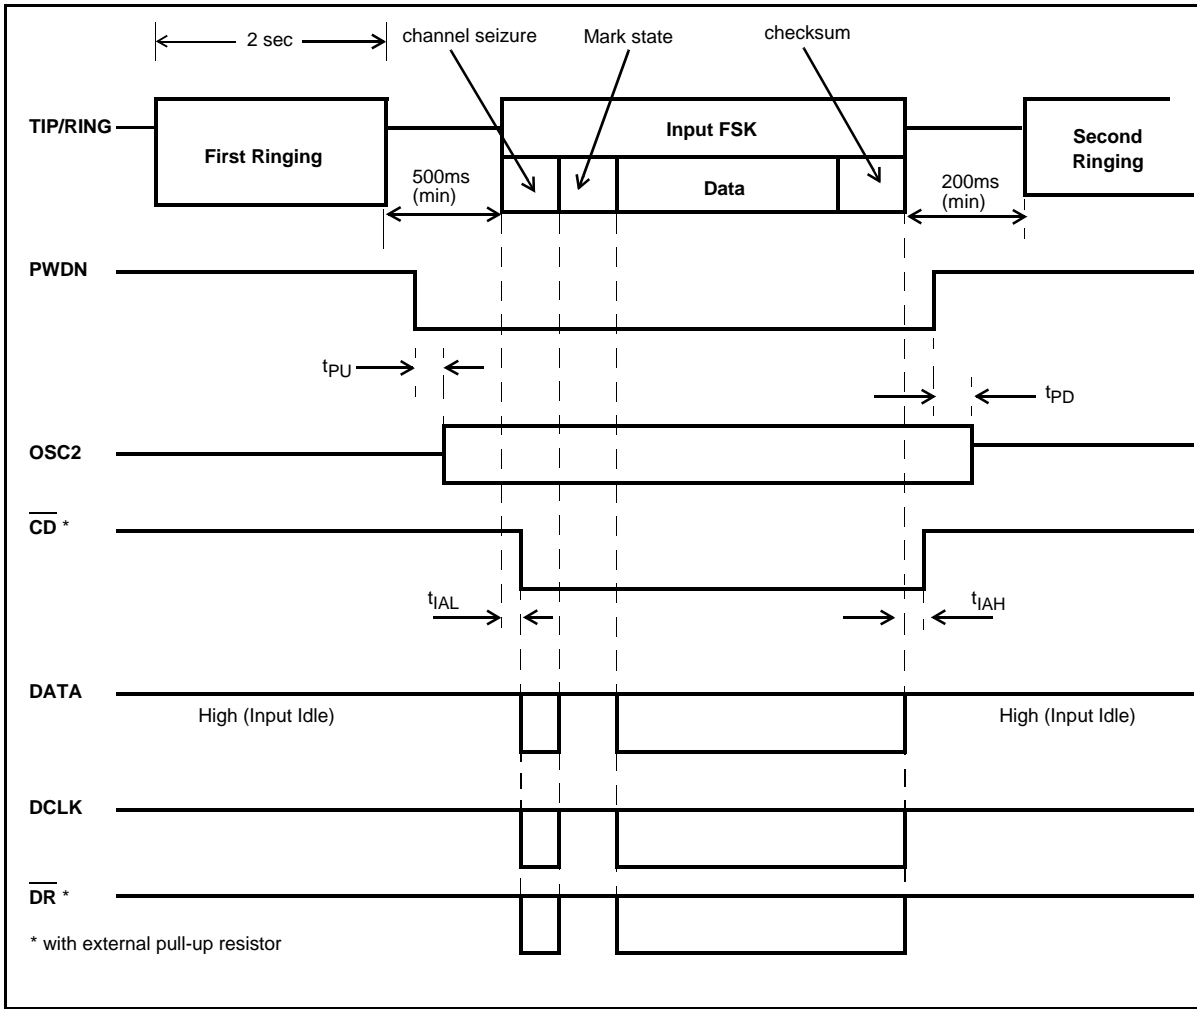 2 sec
channel seizure
Mark state
checksum
TIP/RING
First Ringing
Input FSK
Second
Ringing
500ms
(min)
Data
200ms
(min)
PWDN
tPU
tPD
OSC2
CD *
tIAL
tIAH
DATA
High (Input Idle)
High (Input Idle)
DCLK
DR *
* with external pull-up resistor